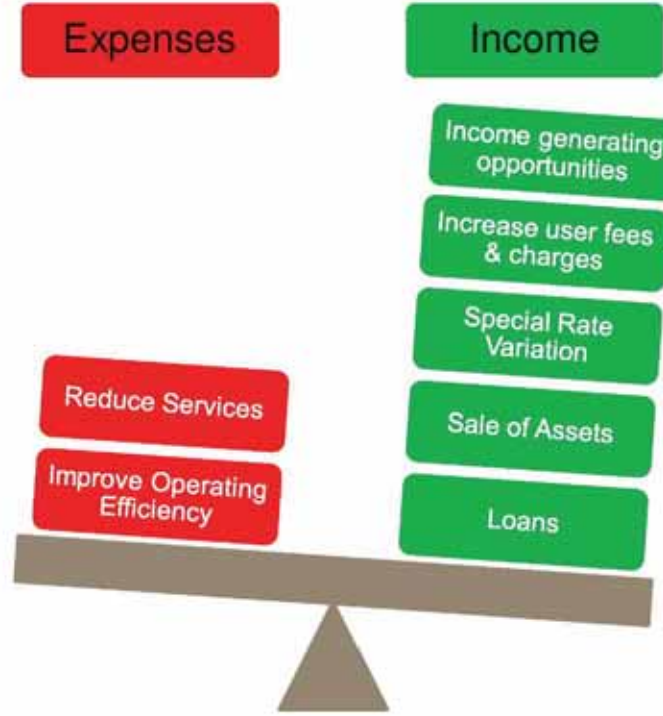 Expenses
Income
Income generating
opportunities
Increase user fees
& charges
Special Rate
Variation
Sale of Assets
Loans
Reduce Services
Improve Operating
Efficiency